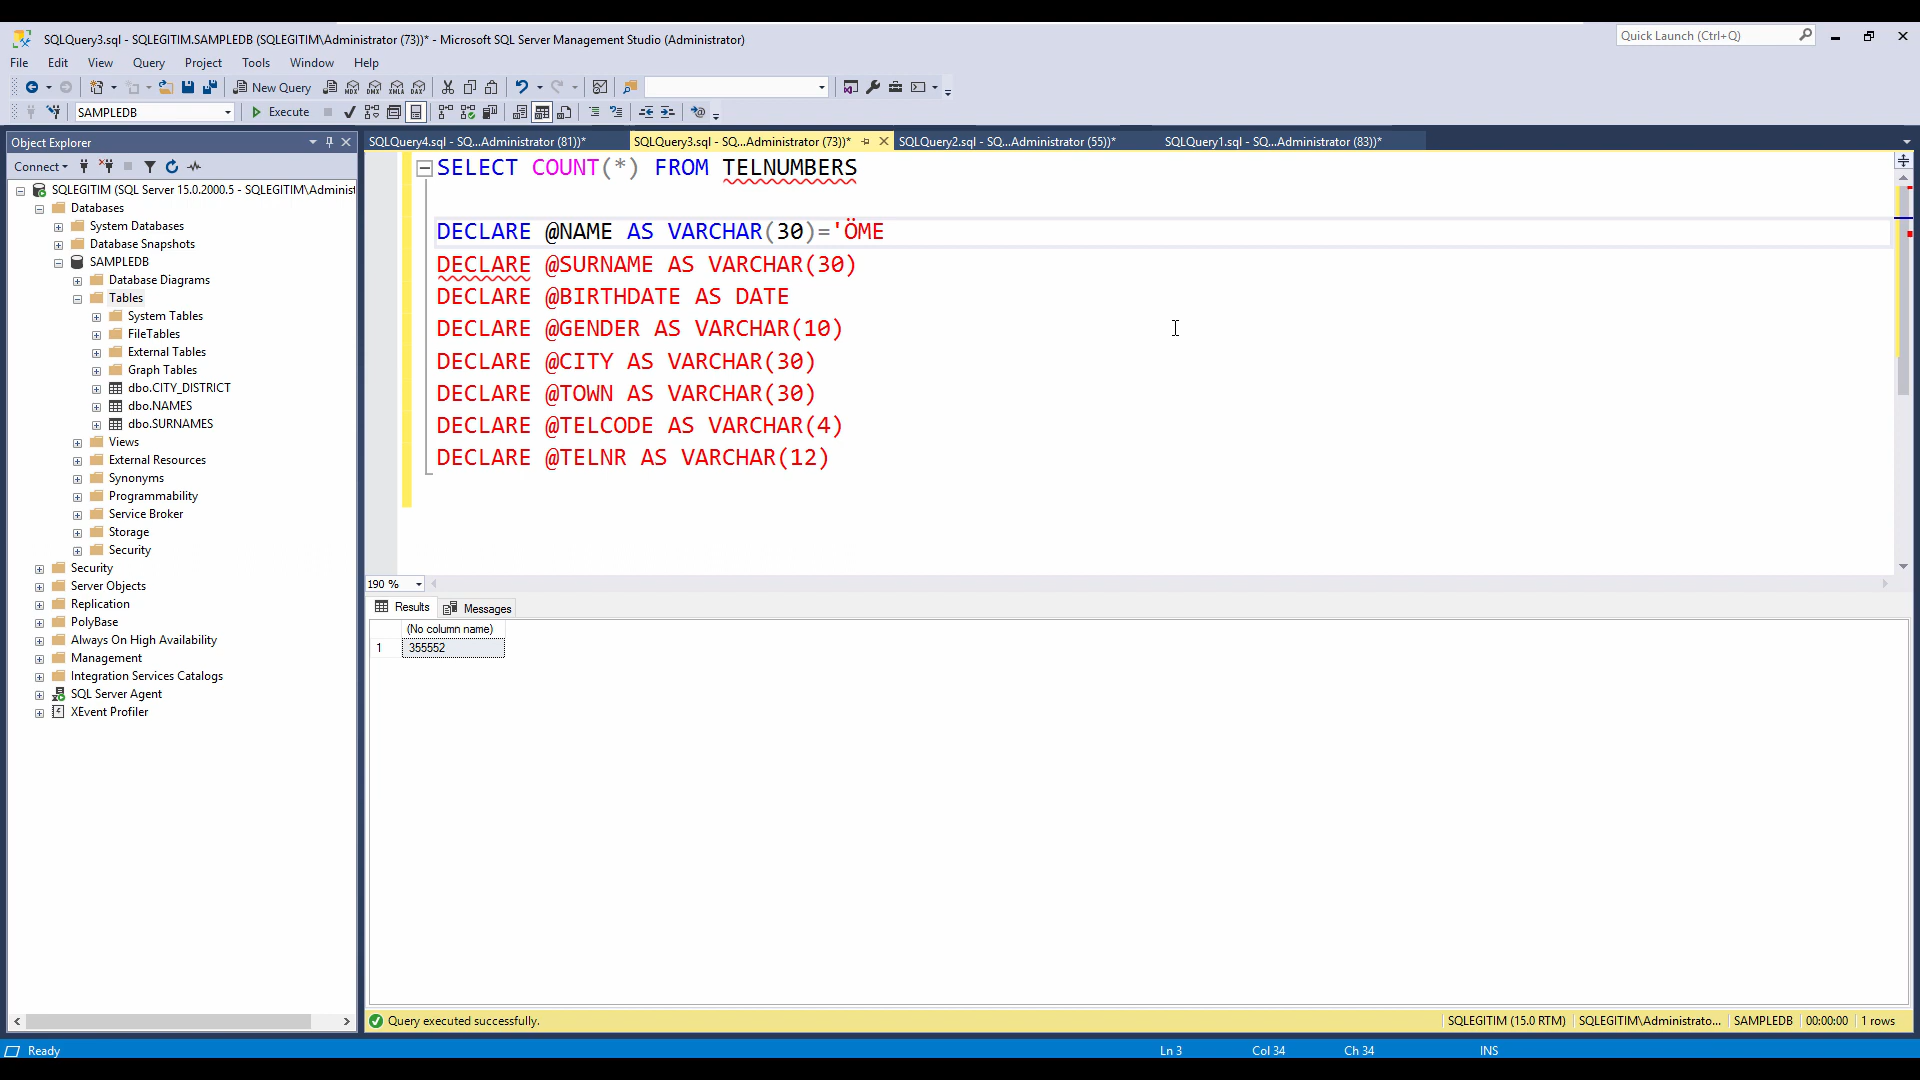 SQLQuery3.sql - SQLEGITIM.SAMPLEDB (SQLEGITIM\Administrator (73))* - Microsoft SQL Server Management Studio (Administrator)
Quick Launch (Ctrl+Q)
File Edit View Query Project Tools Window Help
New Query
SAMPLEDB
Execute
Object Explorer
Connect
SQLEGITIM (SQL Server 15.0.2000.5 - SQLEGITIM\Administ
Databases
System Databases
Database Snapshots
SAMPLEDB
Database Diagrams
Tables
System Tables
FileTables
External Tables
Graph Tables
dbo.CITY_DISTRICT
dbo.NAMES
dbo.SURNAMES
Views
External Resources
Synonyms
Programmability
Service Broker
Storage
Security
Security
Server Objects
Replication
PolyBase
Always On High Availability
Management
Integration Services Catalogs
SQL Server Agent
XEvent Profiler
SQLQuery4.sql - SQ...Administrator (81))* SQLQuery3.sql - SQ...Administrator (73))* SQLQuery2.sql - SQ...Administrator (55))* SQLQuery1.sql - SQ...Administrator (83))*
SELECT COUNT(*) FROM TELNUMBERS
DECLARE @NAME AS VARCHAR(30)='ÖME
DECLARE @SURNAME AS VARCHAR(30)
DECLARE @BIRTHDATE AS DATE
DECLARE @GENDER AS VARCHAR(10)
DECLARE @CITY AS VARCHAR(30)
DECLARE @TOWN AS VARCHAR(30)
DECLARE @TELCODE AS VARCHAR(4)
DECLARE @TELNR AS VARCHAR(12)
190 %
Results Messages
(No column name)
1 355552
Query executed successfully. SQLEGITIM (15.0 RTM) SQLEGITIM\Administrato... SAMPLEDB 00:00:00 1 rows
Ready Ln 3 Col 34 Ch 34 INS